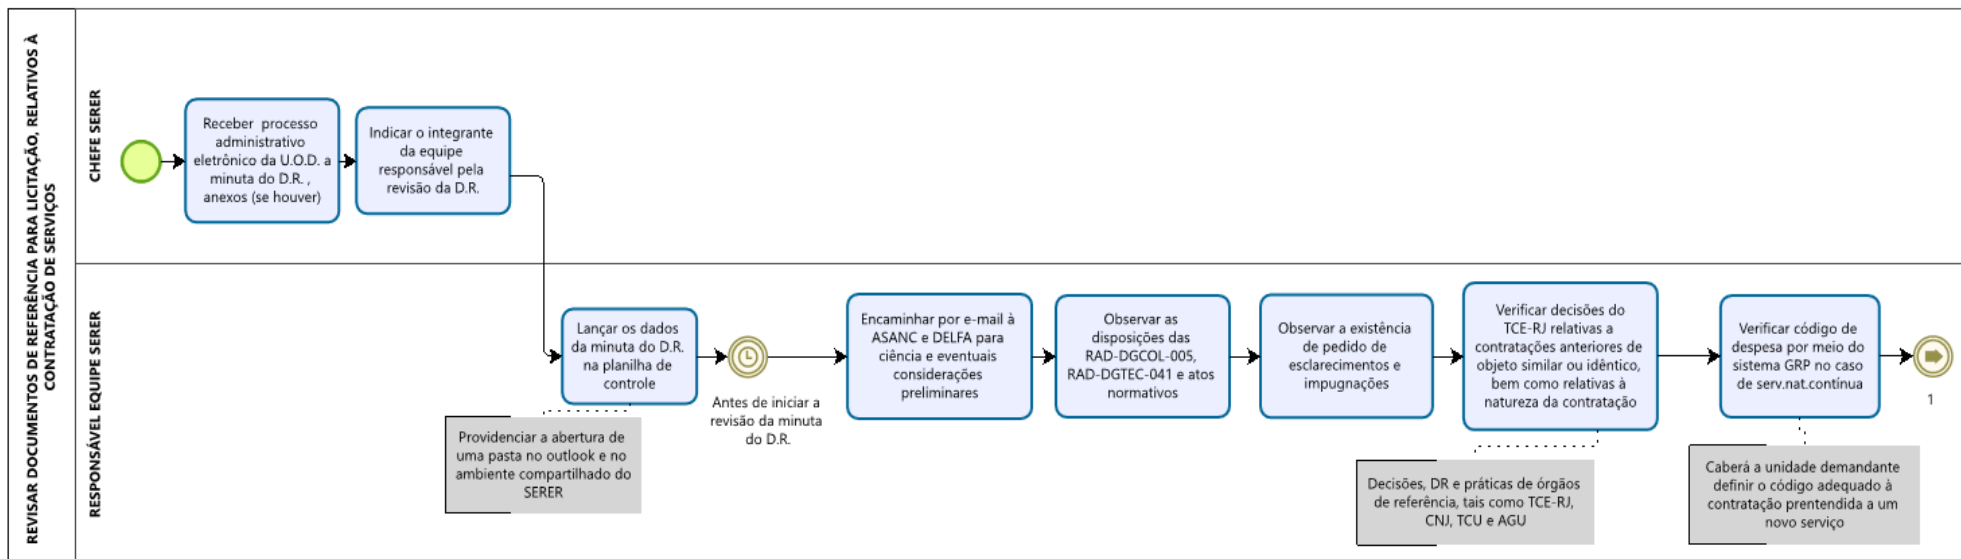 REVISAR DOCUMENTOS DE REFERÊNCIA PARA LICITAÇÃO, RELATIVOS À
CONTRATAÇÃO DE SERVIÇOS
CHEFE SERER
Receber processo
administrativo
eletrônico da U.O.D. a
minuta do D.R. ,
anexos (se houver)
Indicar o integrante
da equipe
responsável pela
revisão da D.R.
RESPONSÁVEL EQUIPE SERER
Lançar os dados
da minuta do D.R.
na planilha de
controle
Providenciar a abertura de
uma pasta no outlook e no
ambiente compartilhado do
SERER
Antes de iniciar a
revisão da minuta
do D.R.
Encaminhar por e-mail à
ASANC e DELFA para
ciência e eventuais
considerações
preliminares
Observar as
disposições das
RAD-DGCOL-005,
RAD-DGTEC-041 e atos
normativos
Observar a existência
de pedido de
esclarecimentos e
impugnações
Verificar decisões do
TCE-RJ relativas a
contratações anteriores de
objeto similar ou idêntico,
bem como relativas à
natureza da contratação
Decisões, DR e práticas de órgãos
de referência, tais como TCE-RJ,
CNJ, TCU e AGU
Verificar código de
despesa por meio do
sistema GRP no caso
de serv.nat.contínua
Caberá a unidade demandante
definir o código adequado à
contratação prentendida a um
novo serviço
1